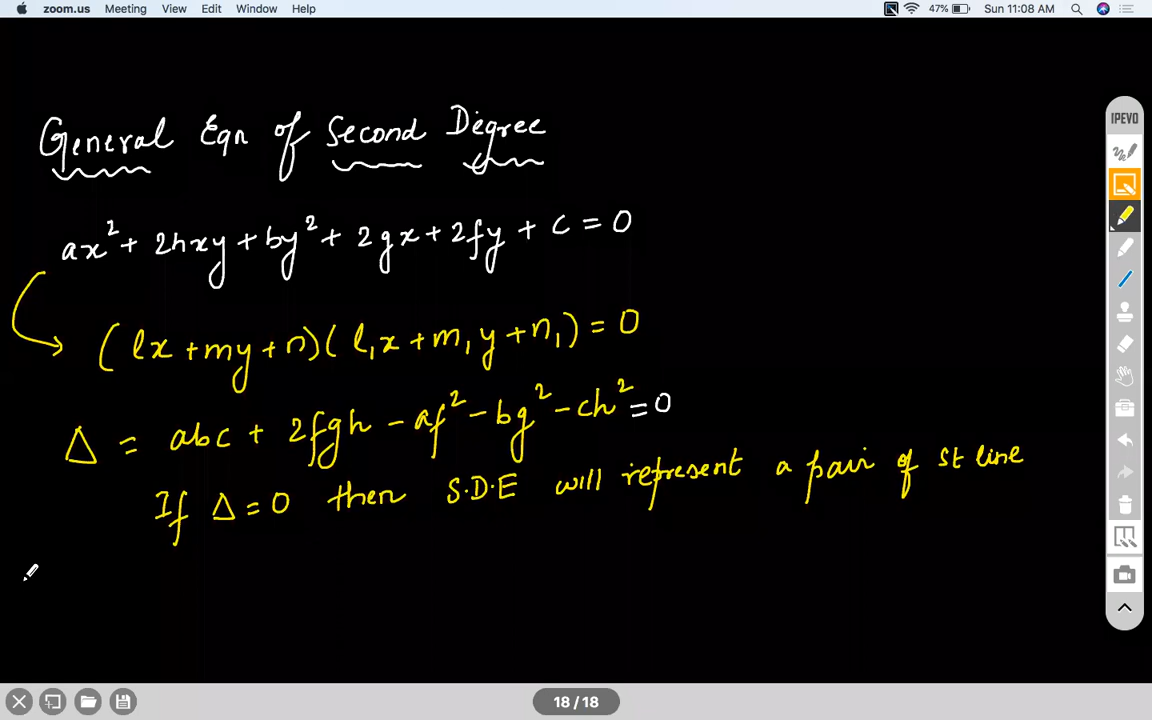 zoom.us Meeting View Edit Window Help 47% Sun 11:08 AM
IPEVO
General Eqn of Second Degree
ax² + 2hxy + by² + 2gx + 2fy + c = 0
(lx + my + n)(l₁x + m₁y + n₁) = 0
Δ = abc + 2fgh - af² - bg² - ch² = 0
If Δ = 0 then S.D.E will represent a pair of st line
18 / 18